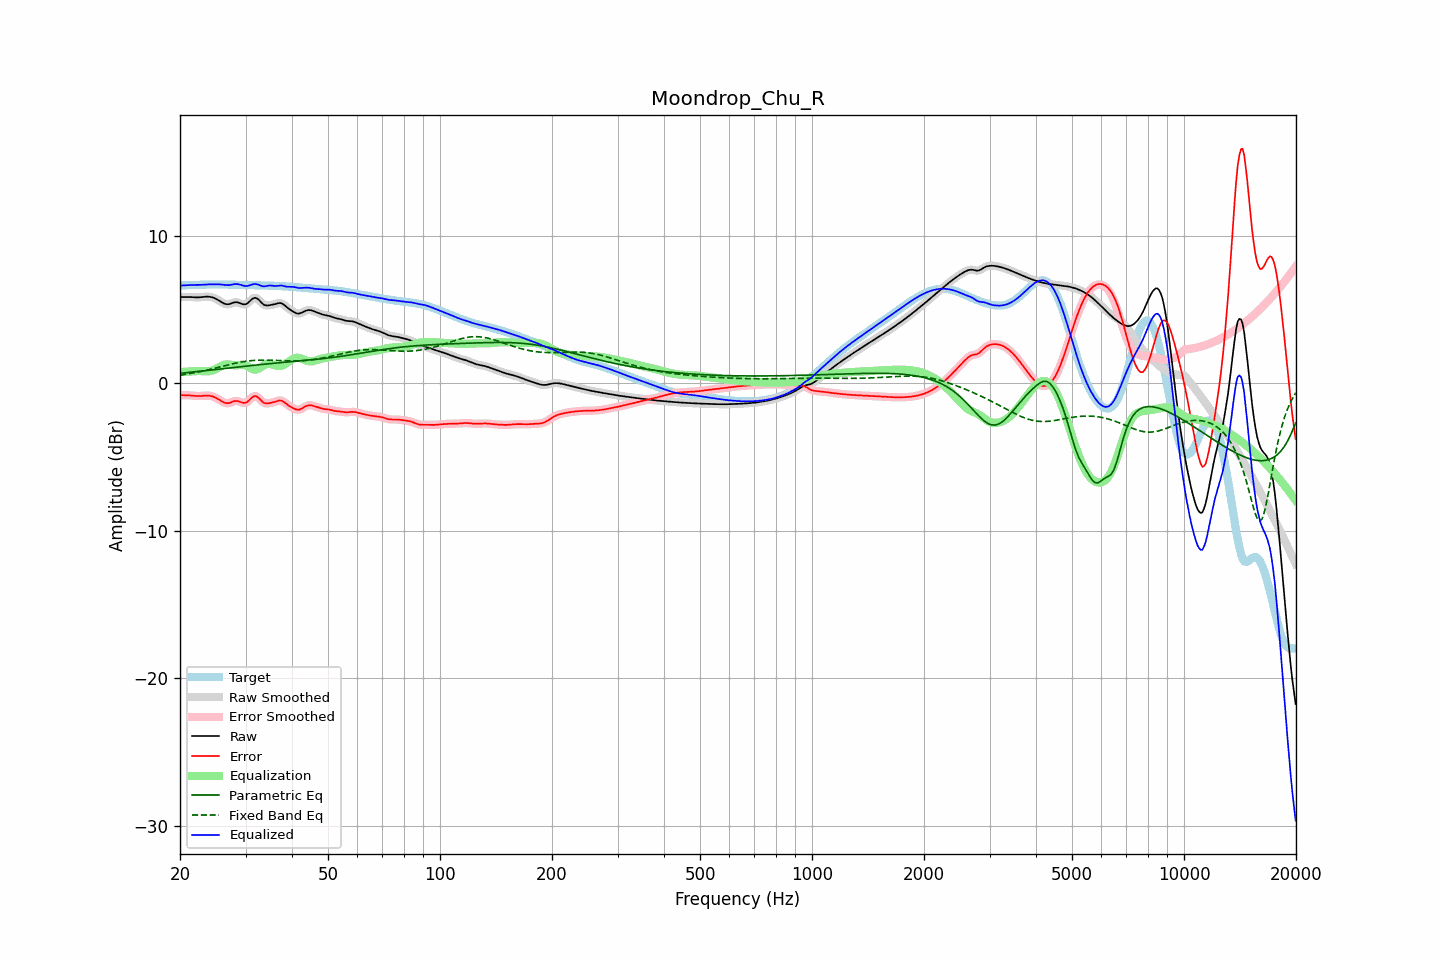 Moondrop_Chu_R
Amplitude (dBr)
10
0
−10
−20
−30
Target
Raw Smoothed
Error Smoothed
Raw
Error
Equalization
Parametric Eq
Fixed Band Eq
Equalized
20 50 100 200 500 1000 2000 5000 10000 20000
Frequency (Hz)